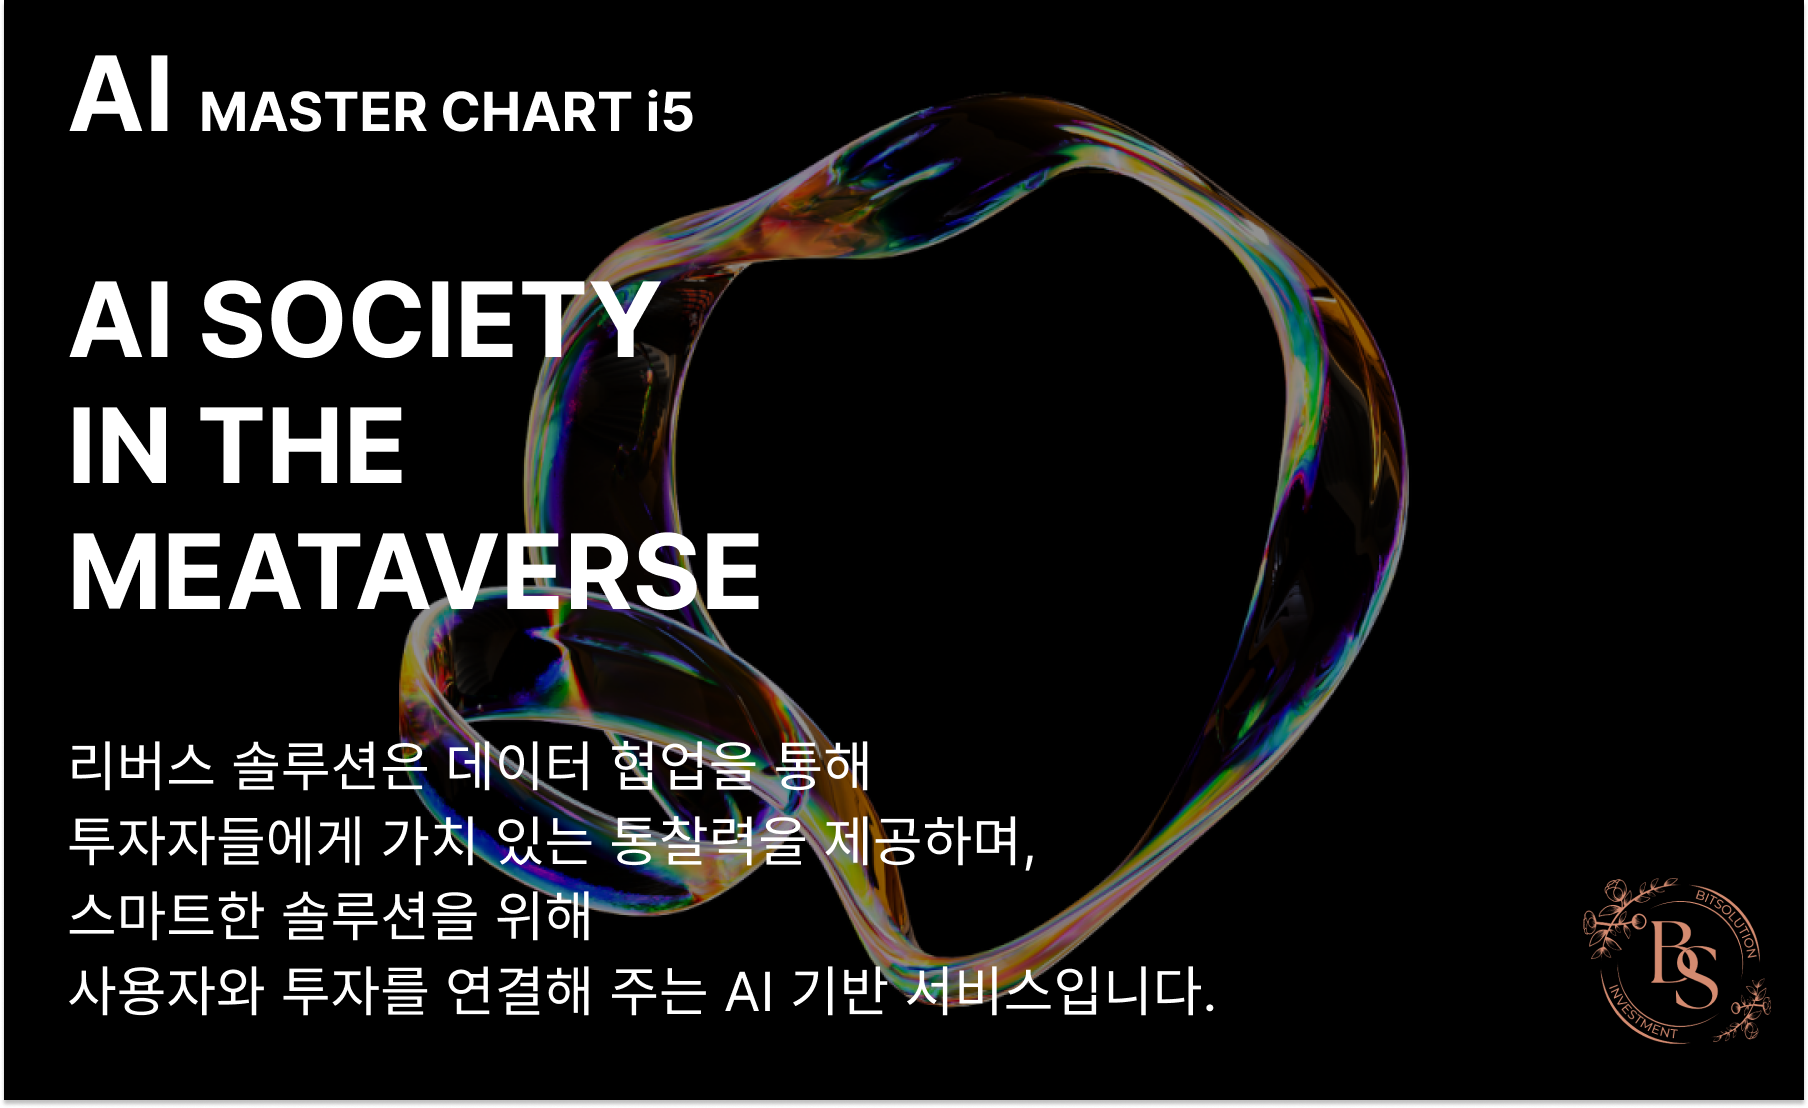 AI MASTER CHART i5
AI SOCIETY
IN THE
MEATAVERSE
리버스 솔루션은 데이터 협업을 통해
투자자들에게 가치 있는 통찰력을 제공하며,
스마트한 솔루션을 위해
사용자와 투자를 연결해 주는 AI 기반 서비스입니다.
BITSOLUTION
BS
INVESTMENT